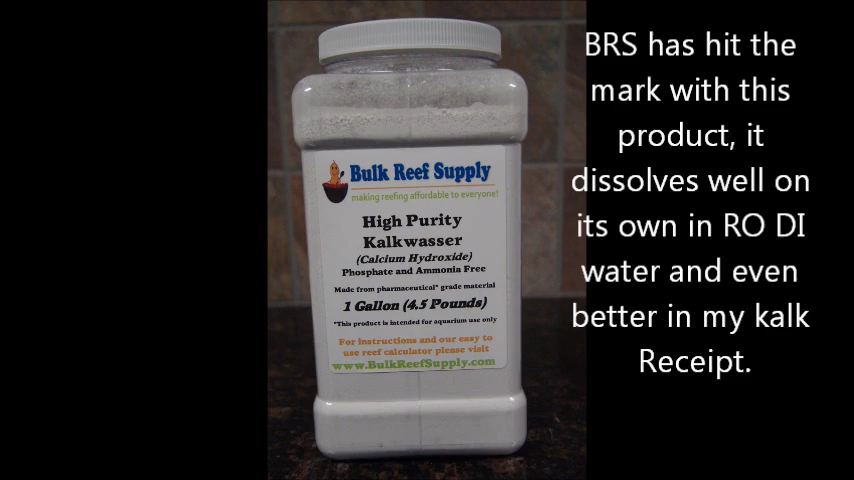 Bulk Reef Supply
making reefing affordable to everyone!
High Purity
Kalkwasser
(Calcium Hydroxide)
Phosphate and Ammonia Free
Made from pharmaceutical* grade material
1 Gallon (4.5 Pounds)
*This product is intended for aquarium use only
For instructions and our easy to
use reef calculator please visit
www.BulkReefSupply.com
BRS has hit the
mark with this
product, it
dissolves well on
its own in RO DI
water and even
better in my kalk
Receipt.